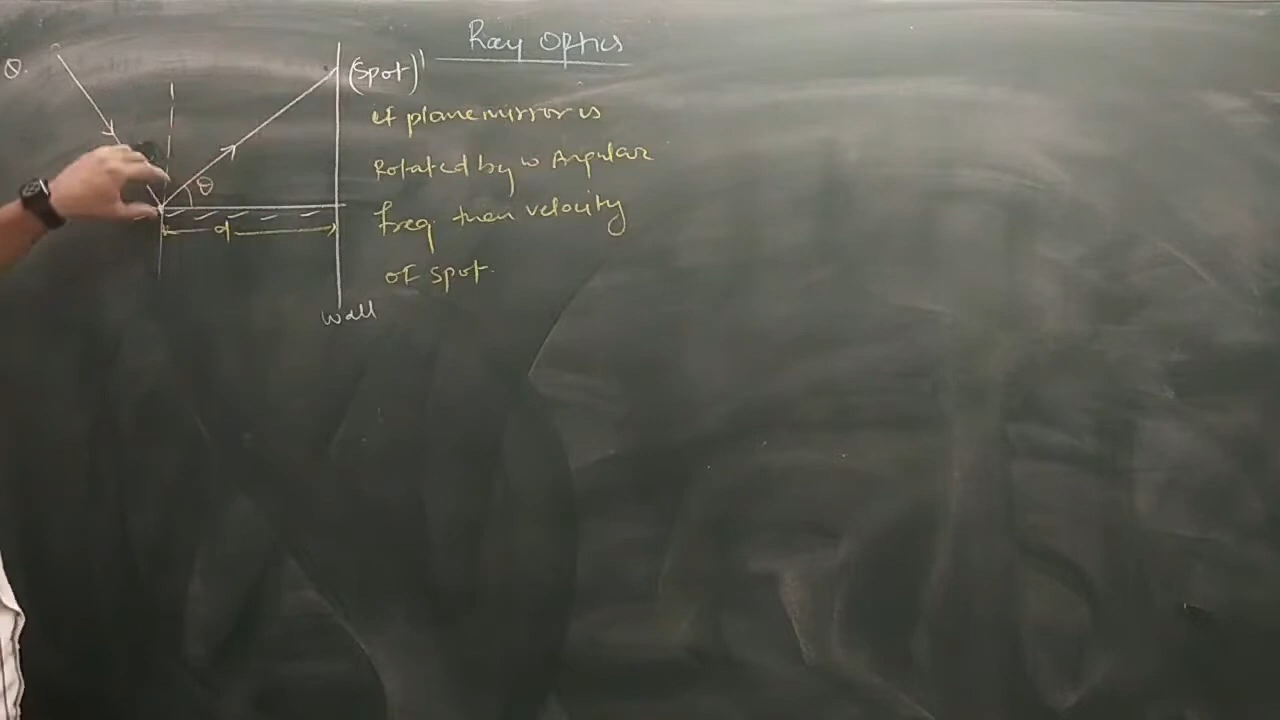 Ray Optics
Q.
(Spot)'
if plane mirror is
Rotated by ω Angular
freq. then velocity
of spot.
θ
d
wall